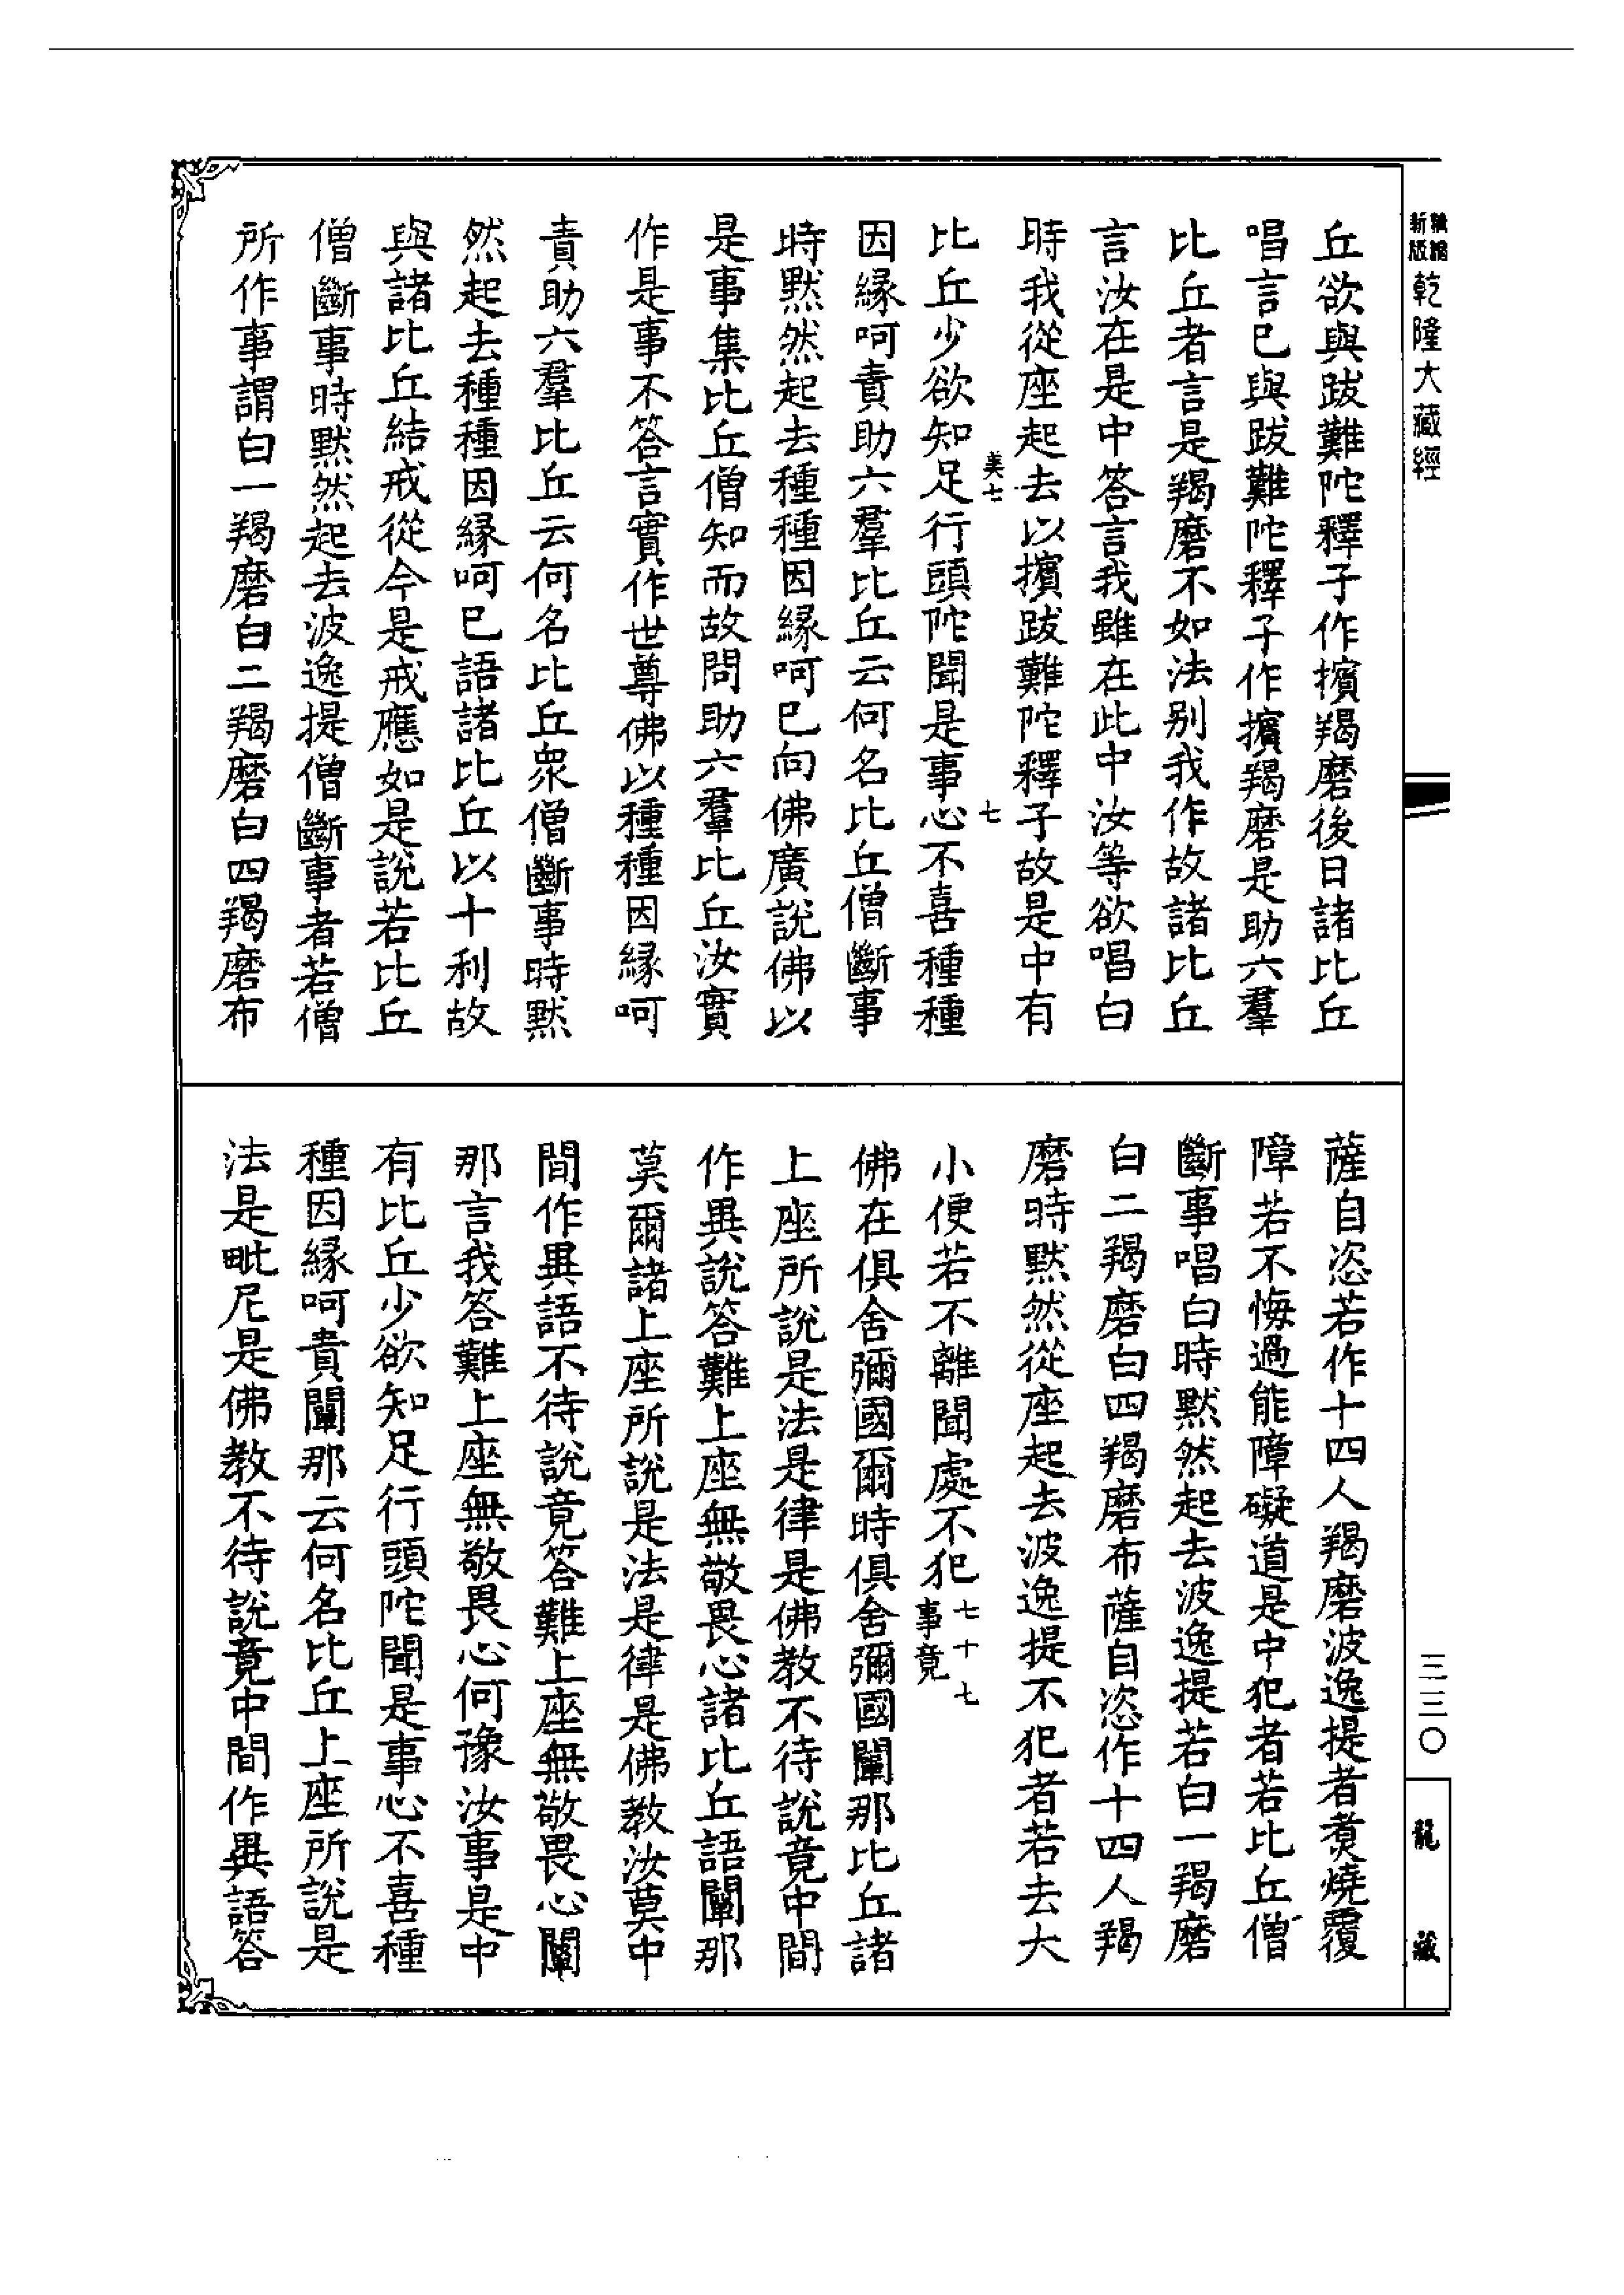 新版
精縮
乾隆大藏經
丘欲與跋難陀釋子作擯羯磨後日諸比丘
唱言已與跋難陀釋子作擯羯磨是助六羣
比丘者言是羯磨不如法別我作故諸比丘
言汝在是中答言我雖在此中汝等欲唱白
時我從座起去以擯跋難陀釋子故是中有
美七
七
比丘少欲知足行頭陀聞是事心不喜種種
因緣呵責助六羣比丘云何名比丘僧斷事
時默然起去種種因緣呵已向佛廣說佛以
是事集比丘僧知而故問助六羣比丘汝實
作是事不答言實作世尊佛以種種因緣呵
責助六羣比丘云何名比丘眾僧斷事時默
然起去種種因緣呵已語諸比丘以十利故
與諸比丘結戒從今是戒應如是說若比丘
僧斷事時默然起去波逸提僧斷事者若僧
所作事謂白一羯磨白二羯磨白四羯磨布
薩自恣若作十四人羯磨波逸提者煑燒覆
障若不悔過能障礙道是中犯者若比丘僧
斷事唱白時默然起去波逸提若白一羯磨
白二羯磨白四羯磨布薩自恣作十四人羯
磨時默然從座起去波逸提不犯者若去大
小便若不離聞處不犯七十七事竟
佛在俱舍彌國爾時俱舍彌國闡那比丘諸
上座所說是法是律是佛教不待說竟中間
作異說答難上座無敬畏心諸比丘語闡那
莫爾諸上座所說是法是律是佛教汝莫中
間作異語不待說竟答難上座無敬畏心闡
那言我答難上座無敬畏心何豫汝事是中
有比丘少欲知足行頭陀聞是事心不喜種
種因緣呵責闡那云何名比丘上座所說是
法是毗尼是佛教不待說竟中間作異語答
三三〇
龍藏